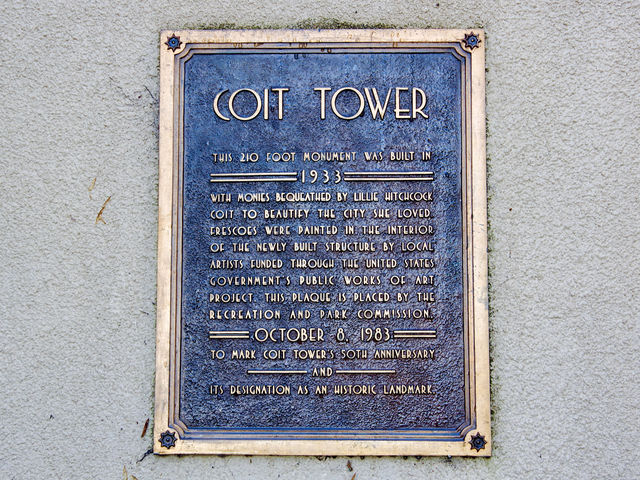 COIT TOWER
THIS 210 FOOT MONUMENT WAS BUILT IN
1933
WITH MONIES BEQUEATHED BY LILLIE HITCHCOCK
COIT TO BEAUTIFY THE CITY SHE LOVED.
FRESCOES WERE PAINTED IN THE INTERIOR
OF THE NEWLY BUILT STRUCTURE BY LOCAL
ARTISTS FUNDED THROUGH THE UNITED STATES
GOVERNMENT'S PUBLIC WORKS OF ART
PROJECT. THIS PLAQUE IS PLACED BY THE
RECREATION AND PARK COMMISSION.
OCTOBER 8, 1983
TO MARK COIT TOWER'S 50TH ANNIVERSARY
AND
ITS DESIGNATION AS AN HISTORIC LANDMARK.